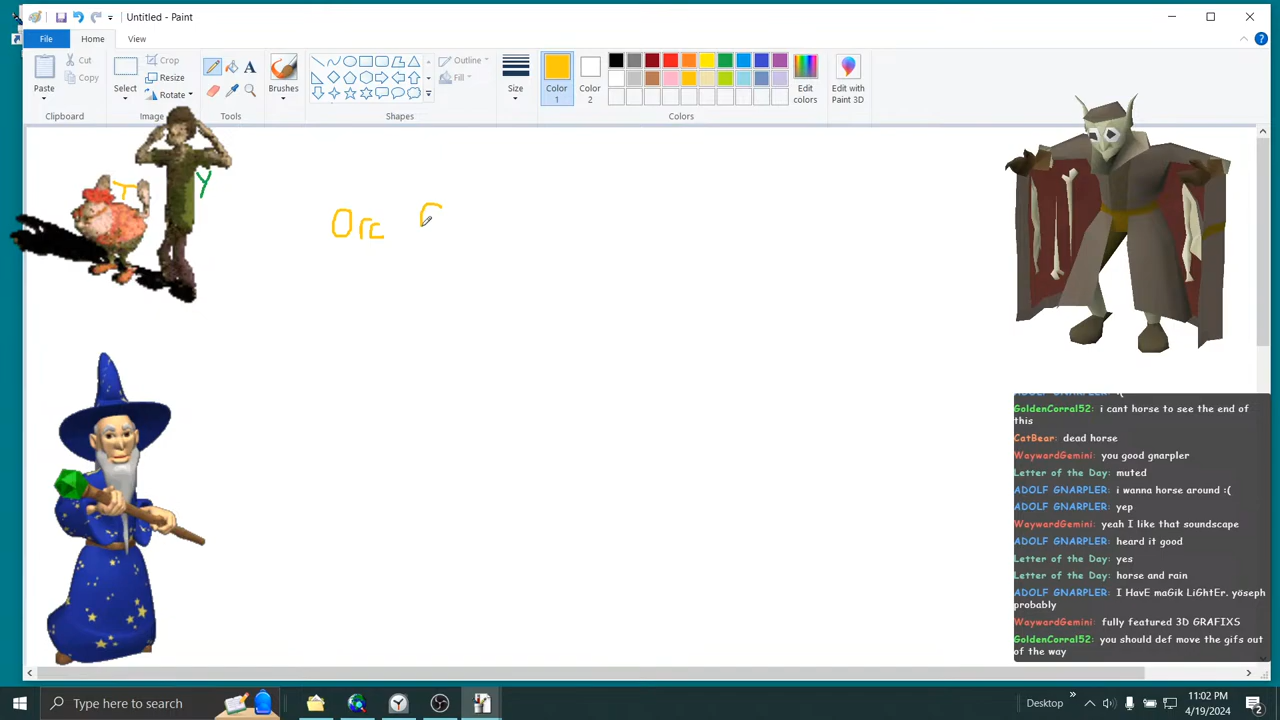 Untitled - Paint
File
Home
View
Paste
Cut
Copy
Clipboard
Select
Crop
Resize
Rotate
Image
Tools
Brushes
Shapes
Outline
Fill
Size
Color 1
Color 2
Edit colors
Colors
Edit with Paint 3D
T
Y
Orc
GoldenCorral52: i cant horse to see the end of
this
CatBear: dead horse
WaywardGemini: you good gnarpler
Letter of the Day: muted
ADOLF GNARPLER: i wanna horse around :(
ADOLF GNARPLER: yep
WaywardGemini: yeah I like that soundscape
ADOLF GNARPLER: heard it good
Letter of the Day: yes
Letter of the Day: horse and rain
ADOLF GNARPLER: I HavE maGik LiGhtEr. yöseph
probably
WaywardGemini: fully featured 3D GRAFIXS
GoldenCorral52: you should def move the gifs out
of the way
Type here to search
Desktop
11:02 PM
4/19/2024
2